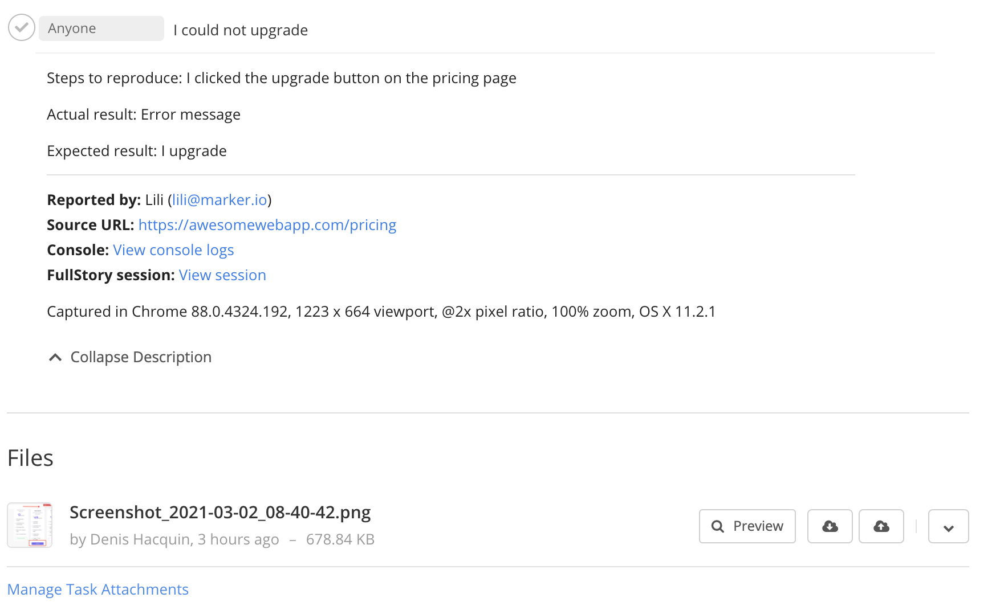 Anyone I could not upgrade
Steps to reproduce: I clicked the upgrade button on the pricing page
Actual result: Error message
Expected result: I upgrade
Reported by: Lili (lili@marker.io)
Source URL: https://awesomewebapp.com/pricing
Console: View console logs
FullStory session: View session
Captured in Chrome 88.0.4324.192, 1223 x 664 viewport, @2x pixel ratio, 100% zoom, OS X 11.2.1
Collapse Description
Files
Screenshot_2021-03-02_08-40-42.png
by Denis Hacquin, 3 hours ago – 678.84 KB
Preview
Manage Task Attachments